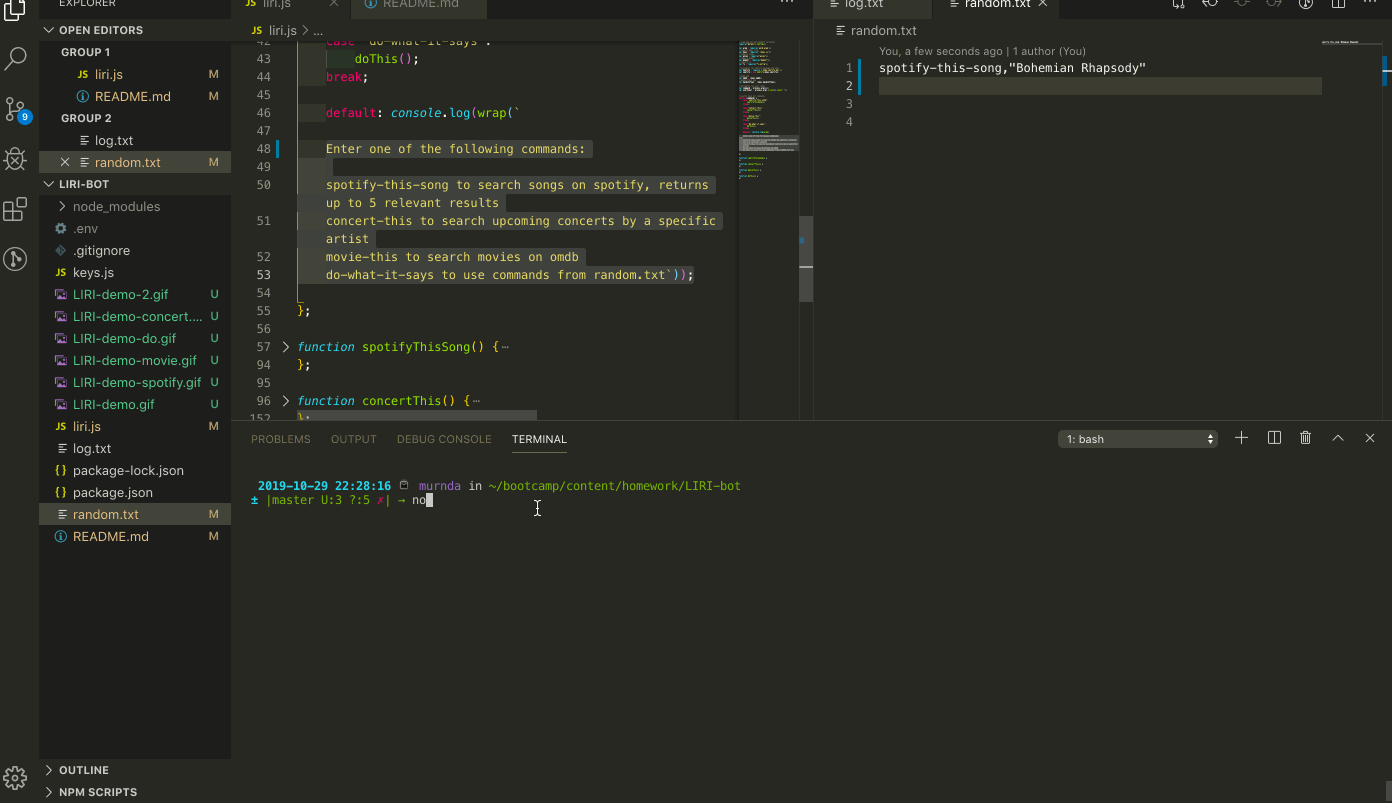 EXPLORER
OPEN EDITORS
GROUP 1
JS liri.js M
README.md M
GROUP 2
log.txt
random.txt M
LIRI-BOT
node_modules
.env
.gitignore
JS keys.js
LIRI-demo-2.gif U
LIRI-demo-concert.... U
LIRI-demo-do.gif U
LIRI-demo-movie.gif U
LIRI-demo-spotify.gif U
LIRI-demo.gif U
JS liri.js M
log.txt
{} package-lock.json
{} package.json
random.txt M
README.md M
OUTLINE
NPM SCRIPTS
9
JS liri.js
README.md
JS liri.js > ...
42 case "do-what-it-says":
43 doThis();
44 break;
45
46 default: console.log(wrap(`
47
48 Enter one of the following commands:
49
50 spotify-this-song to search songs on spotify, returns
up to 5 relevant results
51 concert-this to search upcoming concerts by a specific
artist
52 movie-this to search movies on omdb
53 do-what-it-says to use commands from random.txt`));
54
55 };
56
57 function spotifyThisSong() {⋯
94 };
95
96 function concertThis() {⋯
152 };
log.txt
random.txt
random.txt
You, a few seconds ago | 1 author (You)
1 spotify-this-song,"Bohemian Rhapsody"
2
3
4
PROBLEMS OUTPUT DEBUG CONSOLE TERMINAL
1: bash
2019-10-29 22:28:16 murnda in ~/bootcamp/content/homework/LIRI-bot
± |master U:3 ?:5 ✗| → no